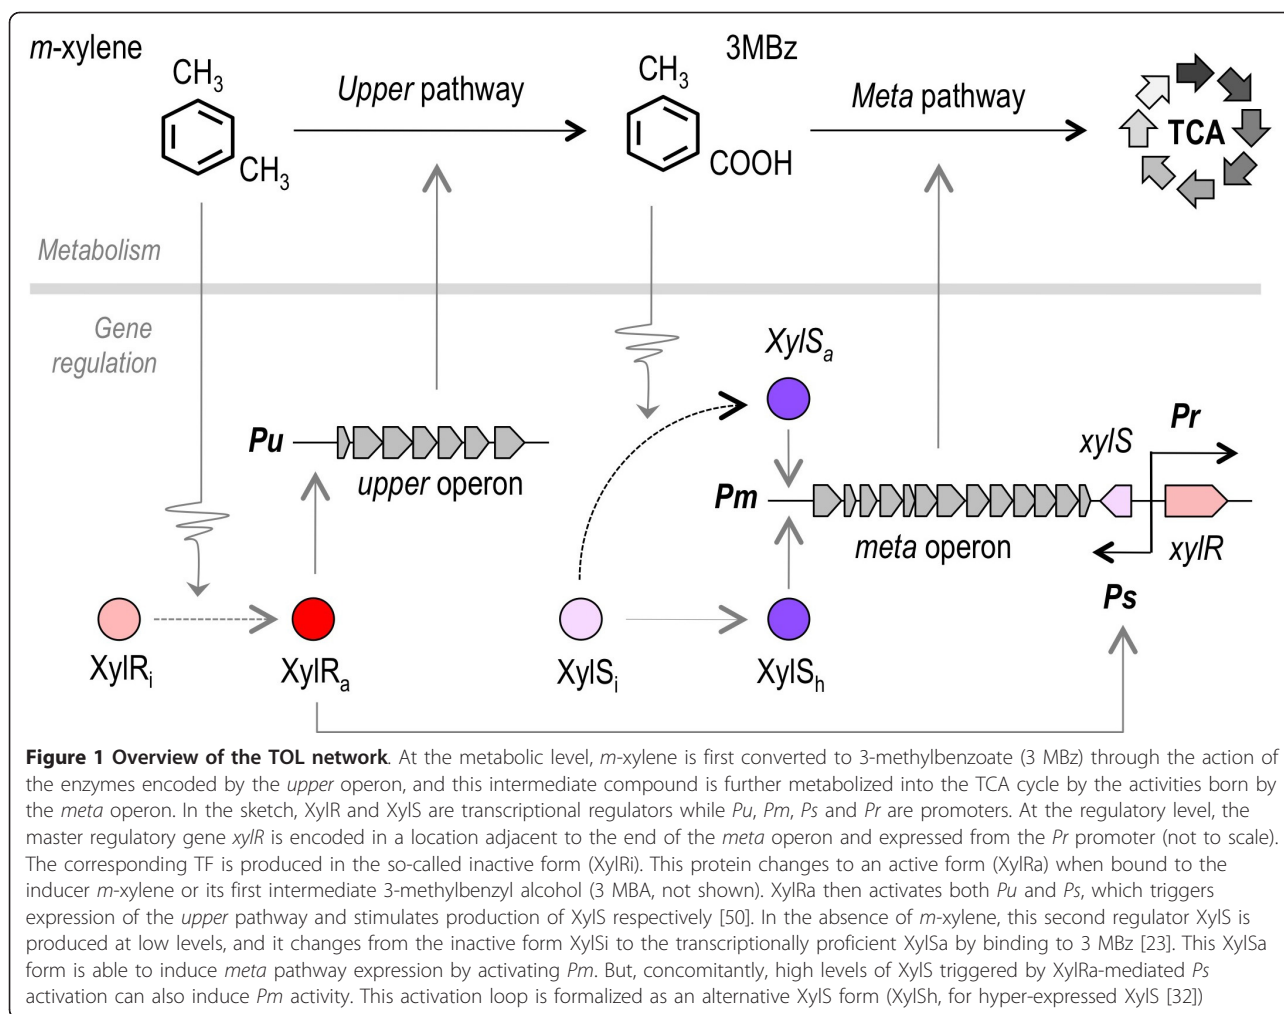 m-xylene
CH3
CH3
Upper pathway
3MBz
CH3
COOH
Meta pathway
TCA
Metabolism
Gene
regulation
XylSa
Pu
upper operon
Pm
meta operon
xylS
Pr
xylR
Ps
XylRi
XylRa
XylSi
XylSh
Figure 1 Overview of the TOL network. At the metabolic level, m-xylene is first converted to 3-methylbenzoate (3 MBz) through the action of
the enzymes encoded by the upper operon, and this intermediate compound is further metabolized into the TCA cycle by the activities born by
the meta operon. In the sketch, XylR and XylS are transcriptional regulators while Pu, Pm, Ps and Pr are promoters. At the regulatory level, the
master regulatory gene xylR is encoded in a location adjacent to the end of the meta operon and expressed from the Pr promoter (not to scale).
The corresponding TF is produced in the so-called inactive form (XylRi). This protein changes to an active form (XylRa) when bound to the
inducer m-xylene or its first intermediate 3-methylbenzyl alcohol (3 MBA, not shown). XylRa then activates both Pu and Ps, which triggers
expression of the upper pathway and stimulates production of XylS respectively [50]. In the absence of m-xylene, this second regulator XylS is
produced at low levels, and it changes from the inactive form XylSi to the transcriptionally proficient XylSa by binding to 3 MBz [23]. This XylSa
form is able to induce meta pathway expression by activating Pm. But, concomitantly, high levels of XylS triggered by XylRa-mediated Ps
activation can also induce Pm activity. This activation loop is formalized as an alternative XylS form (XylSh, for hyper-expressed XylS [32])